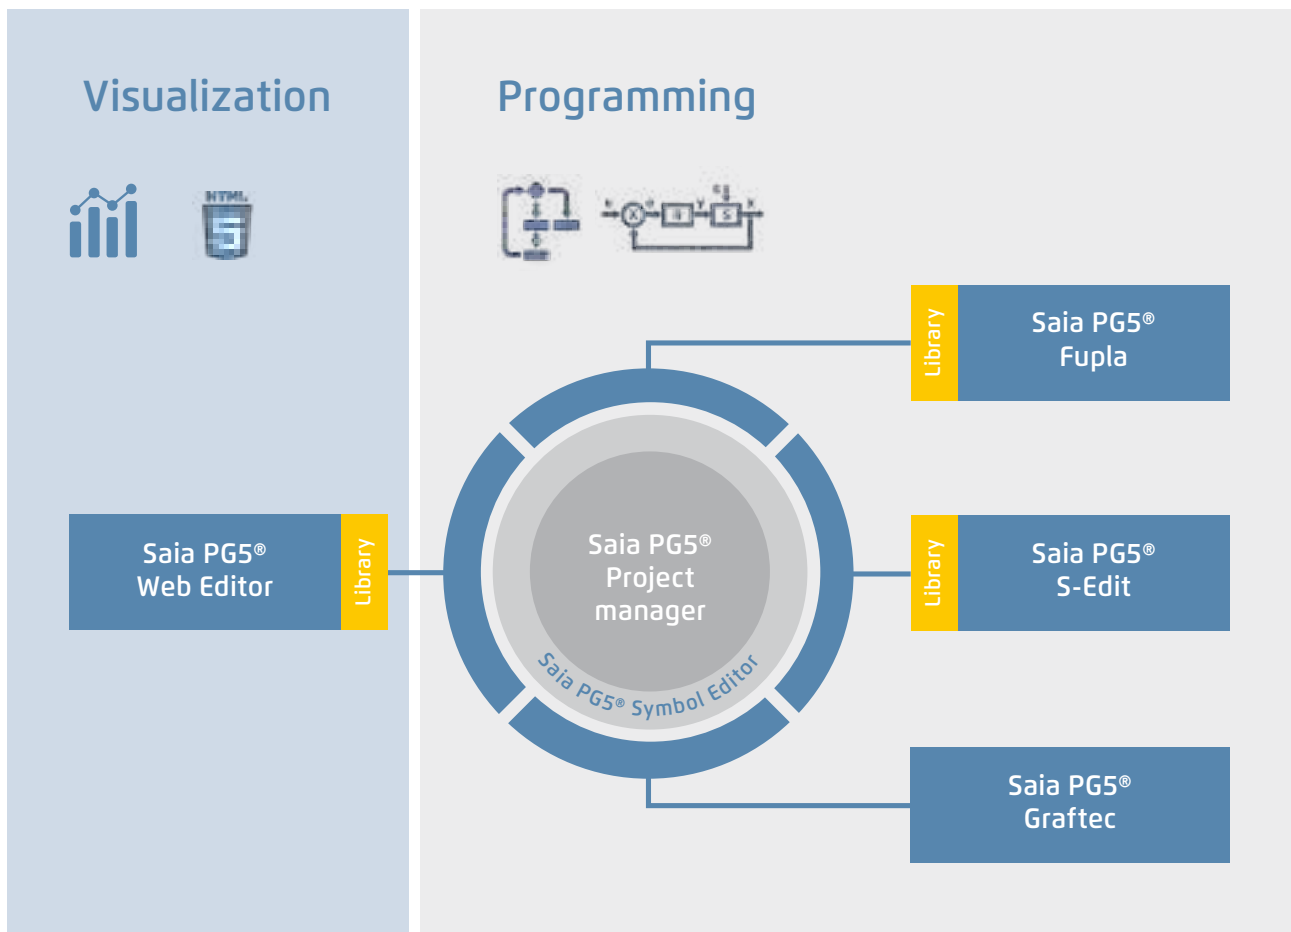 Visualization
Programming
HTML
5
Library
Saia PG5®
Fupla
Saia PG5®
Web Editor
Library
Saia PG5®
Project
manager
Saia PG5® Symbol Editor
Library
Saia PG5®
S-Edit
Saia PG5®
Graftec